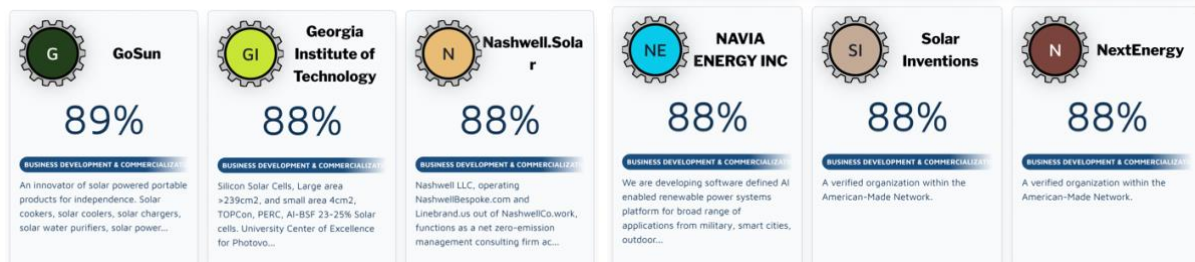 G
GoSun
89%
BUSINESS DEVELOPMENT & COMMERCIALIZAT
An innovator of solar powered portable
products for independence. Solar
cookers, solar coolers, solar chargers,
solar water purifiers, solar power...
GI
Georgia
Institute of
Technology
88%
BUSINESS DEVELOPMENT & COMMERCIALIZAT
Silicon Solar Cells, Large area
>239cm2, and small area 4cm2,
TOPCon, PERC, Al-BSF 23-25% Solar
cells. University Center of Excellence
for Photovo...
N
Nashwell.Sola
r
88%
BUSINESS DEVELOPMENT & COMMERCIALIZAT
Nashwell LLC, operating
NashwellBespoke.com and
Linebrand.us out of NashwellCo.work,
functions as a net zero-emission
management consulting firm ac...
NE
NAVIA
ENERGY INC
88%
BUSINESS DEVELOPMENT & COMMERCIALIZAT
We are developing software defined AI
enabled renewable power systems
platform for broad range of
applications from military, smart cities,
outdoor...
SI
Solar
Inventions
88%
BUSINESS DEVELOPMENT & COMMERCIALIZAT
A verified organization within the
American-Made Network.
N
NextEnergy
88%
BUSINESS DEVELOPMENT & COMMERCIALIZAT
A verified organization within the
American-Made Network.